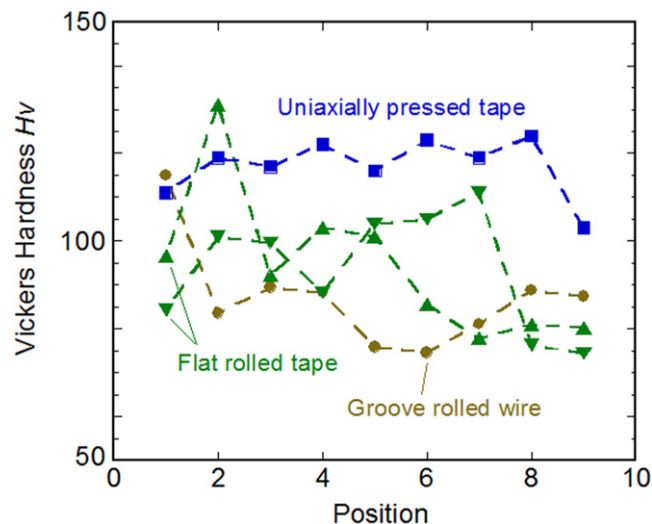 150
Uniaxially pressed tape
100
Vickers Hardness Hv
Flat rolled tape
Groove rolled wire
50
0 2 4 6 8 10
Position